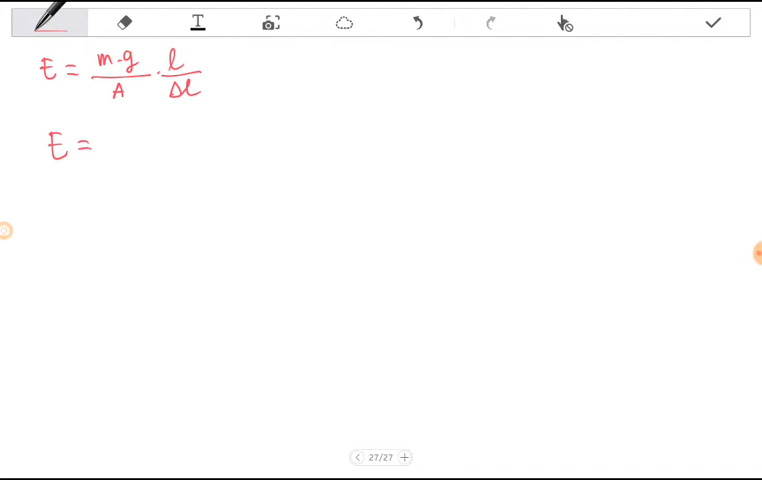 T
E = m·g/A · l/Δl
E =
27/27